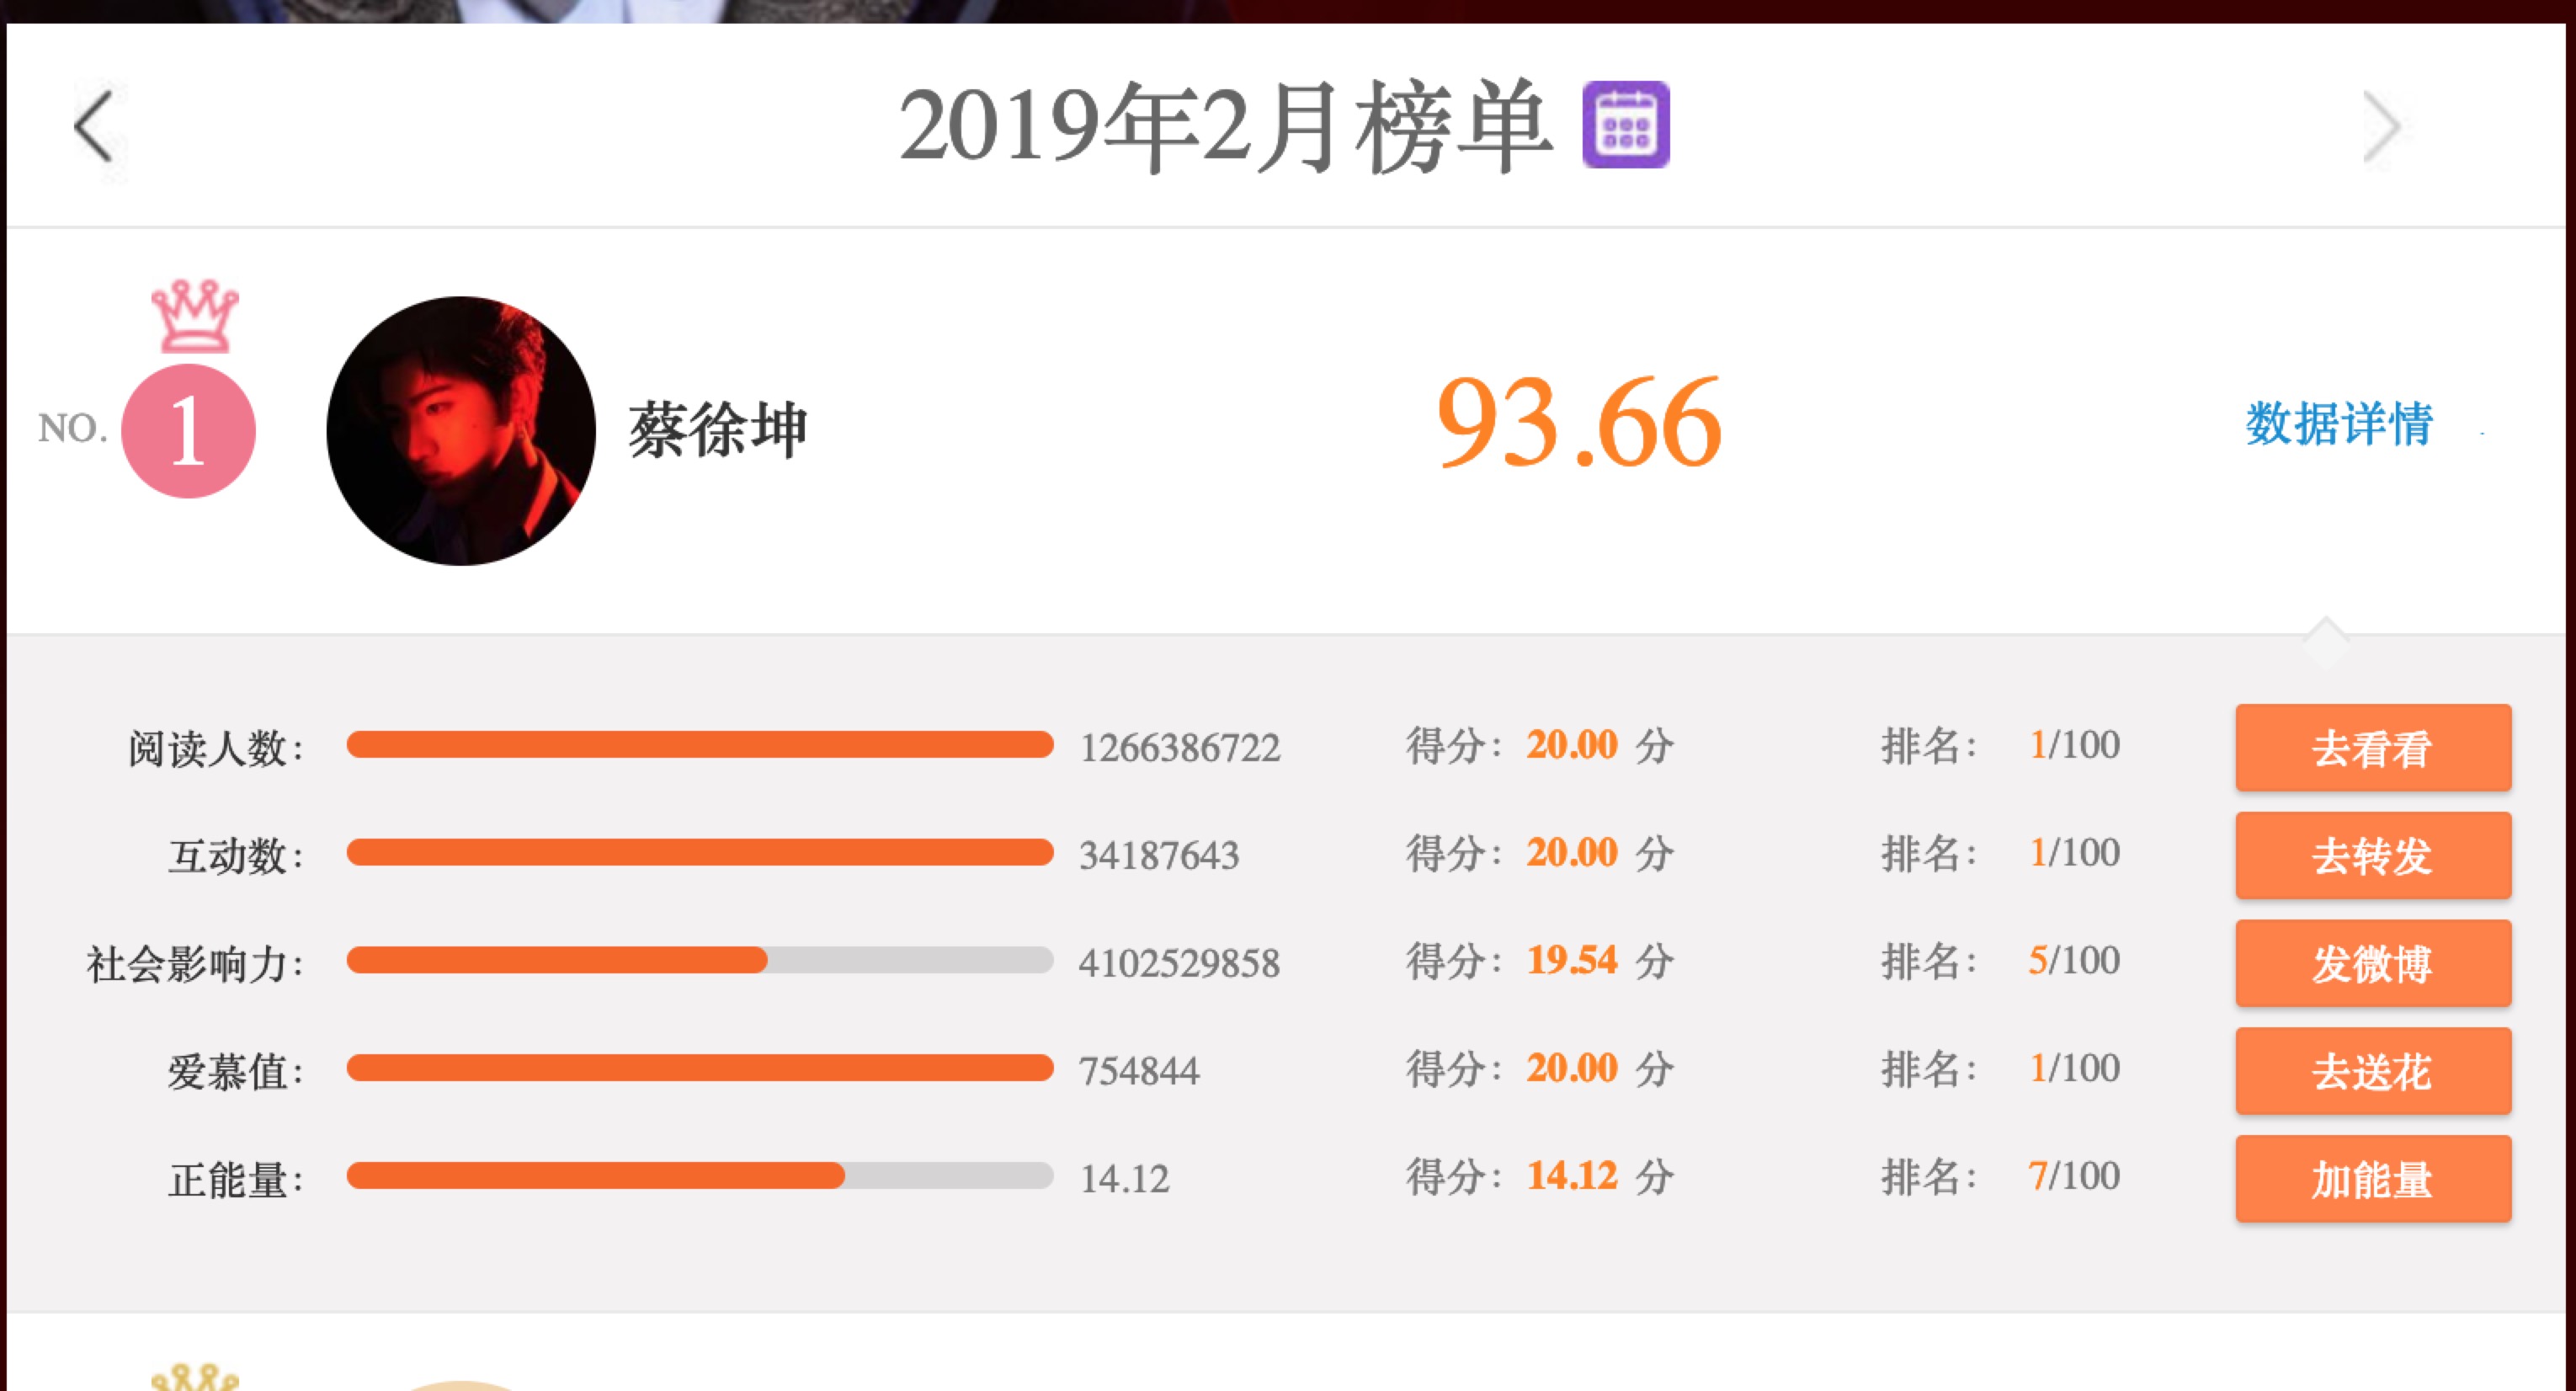 2019年2月榜单
NO. 1 蔡徐坤 93.66 数据详情
阅读人数： 1266386722 得分： 20.00 分 排名： 1/100 去看看
互动数： 34187643 得分： 20.00 分 排名： 1/100 去转发
社会影响力： 4102529858 得分： 19.54 分 排名： 5/100 发微博
爱慕值： 754844 得分： 20.00 分 排名： 1/100 去送花
正能量： 14.12 得分： 14.12 分 排名： 7/100 加能量